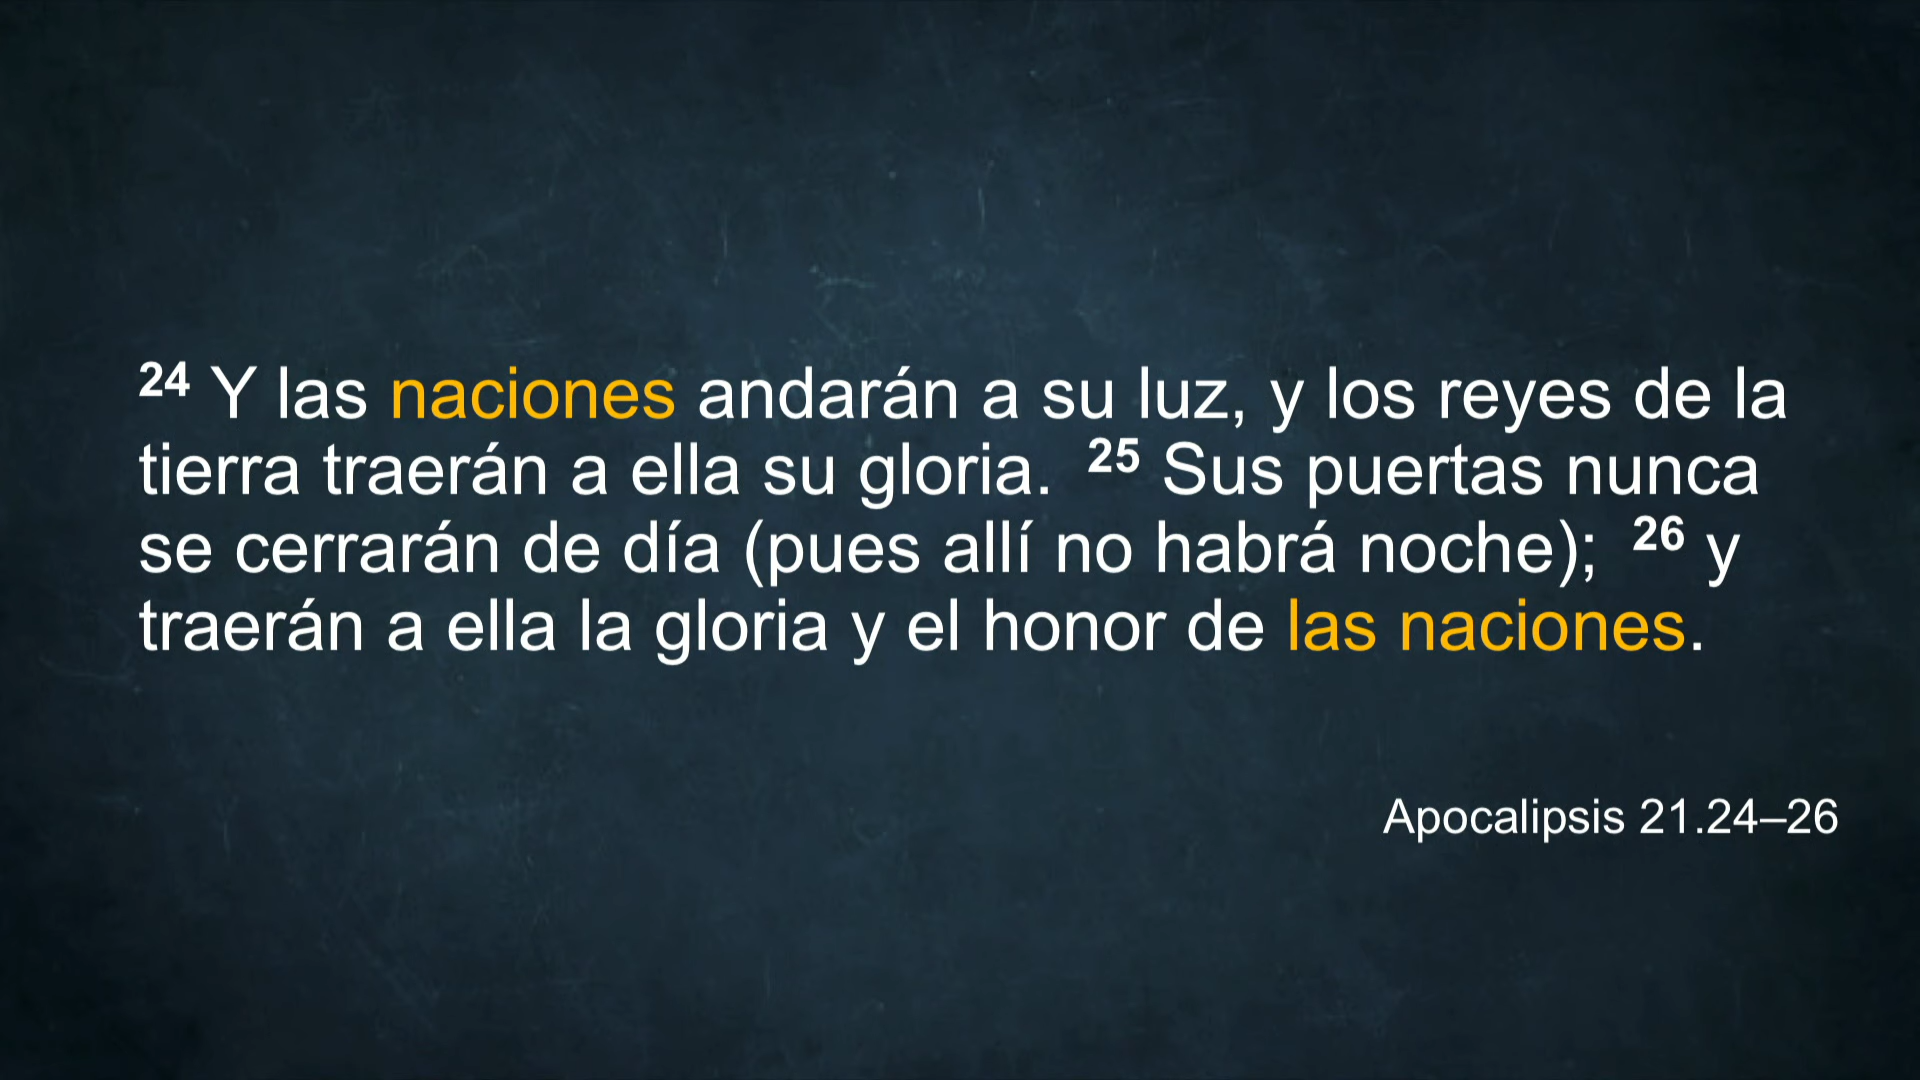 24 Y las naciones andarán a su luz, y los reyes de la
tierra traerán a ella su gloria. 25 Sus puertas nunca
se cerrarán de día (pues allí no habrá noche); 26 y
traerán a ella la gloria y el honor de las naciones.
Apocalipsis 21.24–26